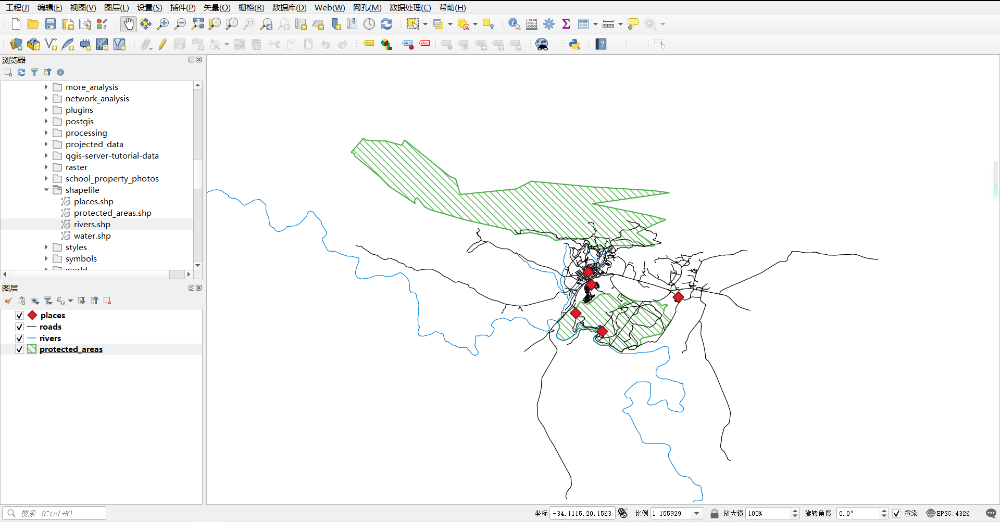 工程(J) 编辑(E) 视图(V) 图层(L) 设置(S) 插件(P) 矢量(O) 栅格(R) 数据库(D) Web(W) 网孔(M) 数据处理(C) 帮助(H)
浏览器
more_analysis
network_analysis
plugins
postgis
processing
projected_data
qgis-server-tutorial-data
raster
school_property_photos
shapefile
places.shp
protected_areas.shp
rivers.shp
water.shp
styles
symbols
world
图层
places
roads
rivers
protected_areas
搜索 (Ctrl+K) 坐标 -34.1115,20.1563 比例 1:155929 放大镜 100% 旋转角度 0.0° 渲染 EPSG:4326